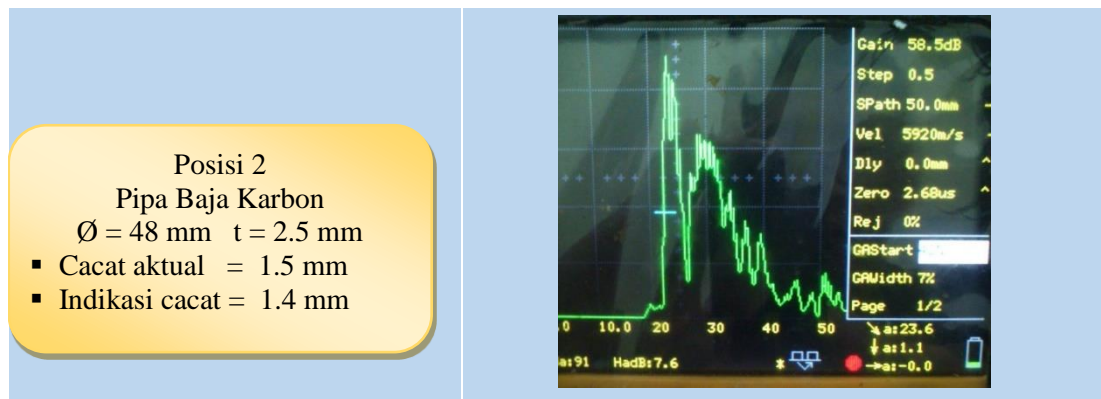 Posisi 2
Pipa Baja Karbon
Ø = 48 mm t = 2.5 mm
▪ Cacat aktual = 1.5 mm
▪ Indikasi cacat = 1.4 mm
Gain 58.5dB
Step 0.5
SPath 50.0mm
Vel 5920m/s
Dly 0.0mm
Zero 2.68us
Rej 0%
GAStart
GAWidth 7%
Page 1/2
.0 10.0 20 30 40 50
a:23.6
a:1.1
a:-0.0
a:91 HadB:7.6